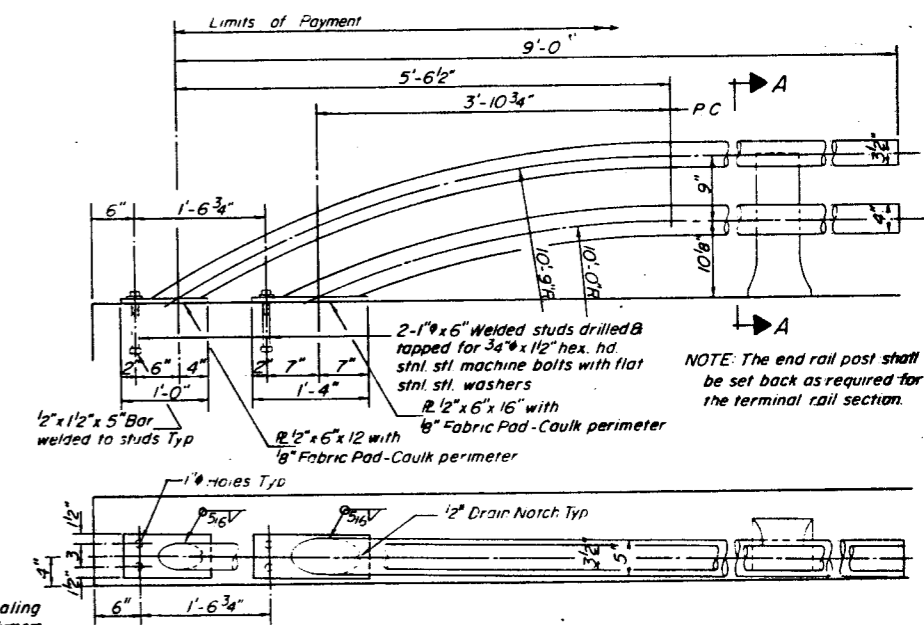 Limits of Payment
9'-0"
5'-6½"
A
3'-10¾"
P.C
3½"
9"
6"
1'-6¾"
4"
10⅛"
10'-9"R
10'-0"R
A
2-1"φ x 6" Welded studs drilled &
tapped for ¾"φ x 1½" hex. hd.
stnl. stl. machine bolts with flat
stnl. stl. washers
NOTE: The end rail post shall
be set back as required for
the terminal rail section.
2" 6" 4"
2" 7" 7"
1'-0"
1'-4"
½" x 1½" x 5" Bar
welded to studs Typ
℄ ½" x 6" x 16" with
⅛" Fabric Pad-Caulk perimeter
℄ ½" x 6" x 12 with
⅛" Fabric Pad-Caulk perimeter
1"φ Holes Typ
5/16
5/16
½" Drain Notch Typ
1½"
3
4"
1½"
3½"
5"
6"
1'-6¾"
aling